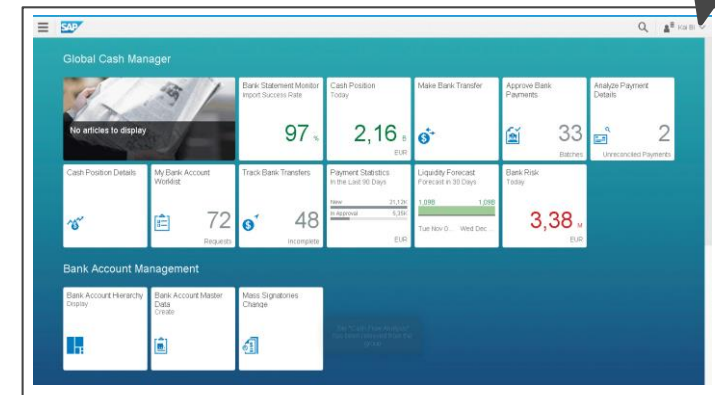 SAP
Kai Bi
Global Cash Manager
No articles to display
Bank Statement Monitor
Import Success Rate
97 %
Cash Position
Today
2,16 B
EUR
Make Bank Transfer
Approve Bank
Payments
33
Batches
Analyze Payment
Details
2
Unreconciled Payments
Cash Position Details
My Bank Account
Worklist
72
Requests
Track Bank Transfers
48
Incomplete
Payment Statistics
In the Last 90 Days
New 21,12K
In Approval 5,35K
EUR
Liquidity Forecast
Forecast in 30 Days
1,09B 1,09B
Tue Nov 0... Wed Dec ...
Bank Risk
Today
3,38 M
EUR
Bank Account Management
Bank Account Hierarchy
Display
Bank Account Master
Data
Create
Mass Signatories
Change